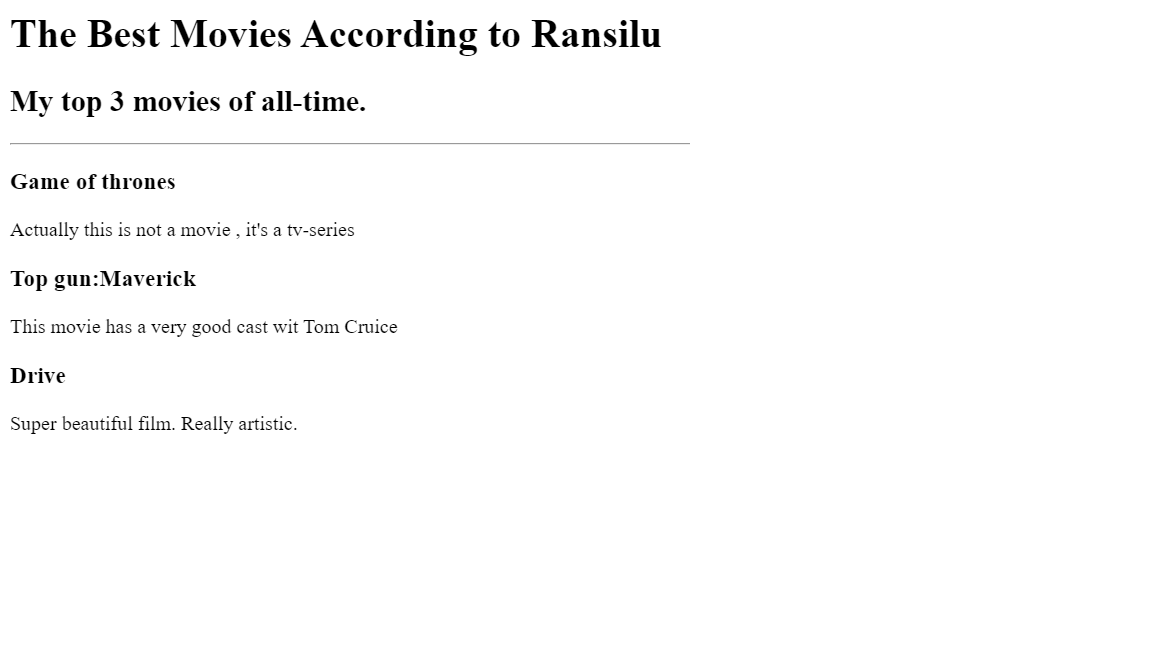 The Best Movies According to Ransilu
My top 3 movies of all-time.
Game of thrones
Actually this is not a movie , it's a tv-series
Top gun:Maverick
This movie has a very good cast wit Tom Cruice
Drive
Super beautiful film. Really artistic.